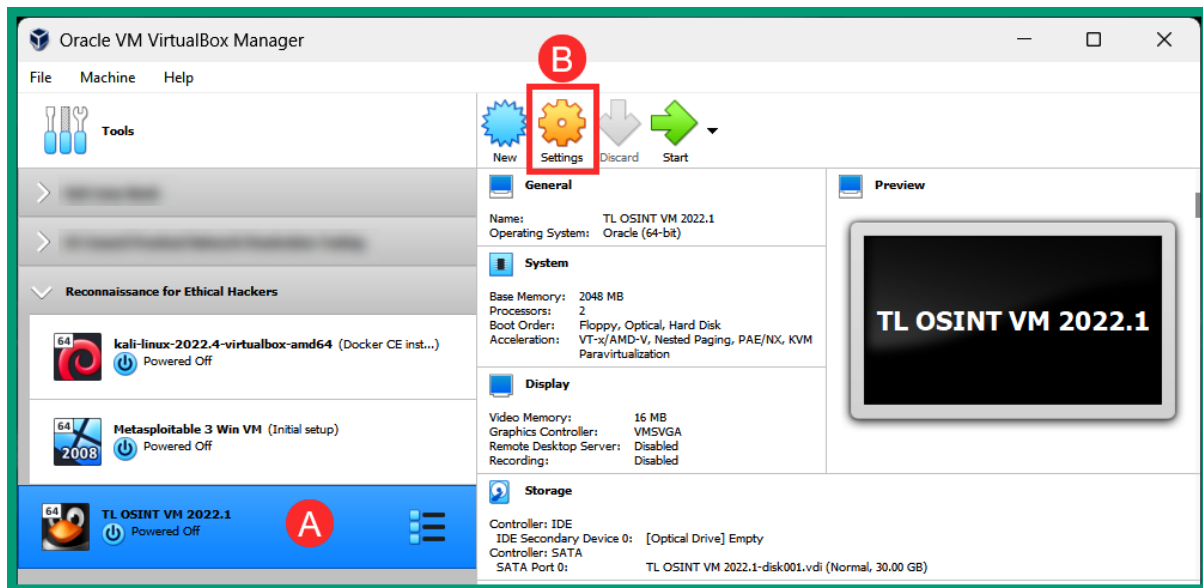 Oracle VM VirtualBox Manager
File Machine Help
B
Tools
New Settings Discard Start
General
Name: TL OSINT VM 2022.1
Operating System: Oracle (64-bit)
System
Base Memory: 2048 MB
Processors: 2
Boot Order: Floppy, Optical, Hard Disk
Acceleration: VT-x/AMD-V, Nested Paging, PAE/NX, KVM
Paravirtualization
Display
Video Memory: 16 MB
Graphics Controller: VMSVGA
Remote Desktop Server: Disabled
Recording: Disabled
Storage
Controller: IDE
IDE Secondary Device 0: [Optical Drive] Empty
Controller: SATA
SATA Port 0: TL OSINT VM 2022.1-disk001.vdi (Normal, 30.00 GB)
Preview
TL OSINT VM 2022.1
Reconnaissance for Ethical Hackers
64
kali-linux-2022.4-virtualbox-amd64 (Docker CE inst...)
Powered Off
64
2008
Metasploitable 3 Win VM (Initial setup)
Powered Off
64
TL OSINT VM 2022.1
Powered Off
A